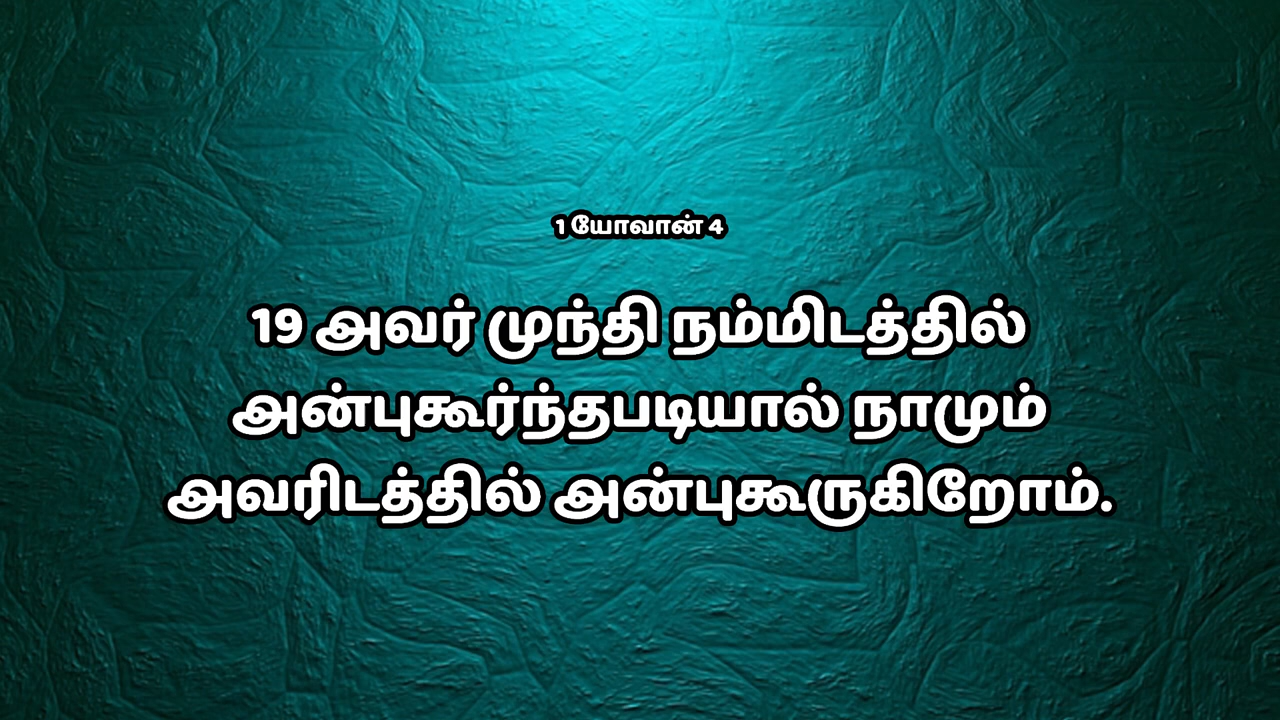 1 யோவான் 4
19 அவர் முந்தி நம்மிடத்தில்
அன்புகூர்ந்தபடியால் நாமும்
அவரிடத்தில் அன்புகூருகிறோம்.